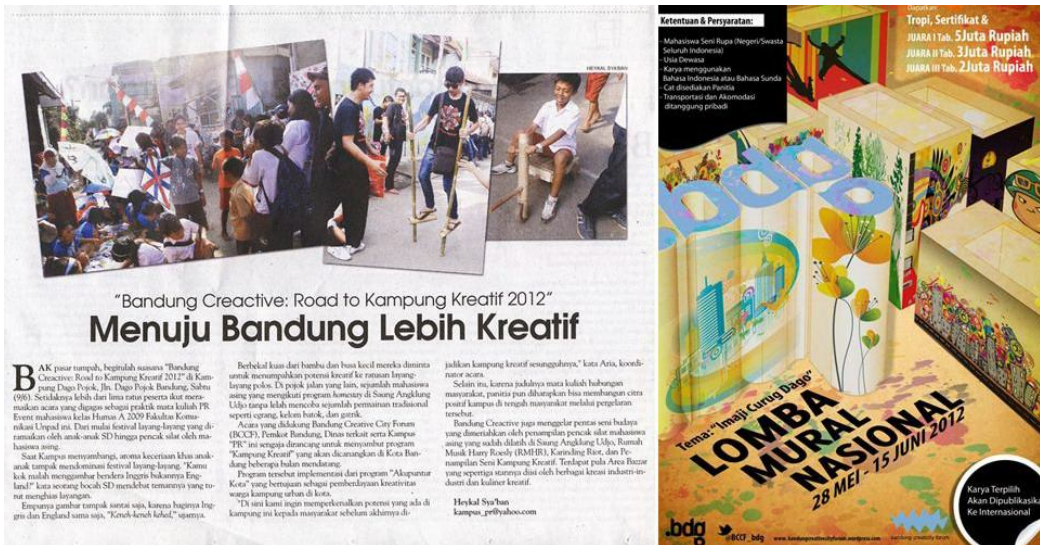 HEYKAL SYA'BAN
"Bandung Creactive: Road to Kampung Kreatif 2012"
Menuju Bandung Lebih Kreatif
BAK pasar tumpah, begitulah suasana "Bandung
Creactive: Road to Kampung Kreatif 2012" di Kam-
pung Dago Pojok, Jln. Dago Pojok Bandung, Sabtu
(9/6). Setidaknya lebih dari lima ratus peserta ikut mera-
maikan acara yang digagas sebagai praktik mata kuliah PR
Event mahasiswa kelas Humas A 2009 Fakultas Komu-
nikasi Unpad ini. Dari mulai festival layang-layang yang di-
ramaikan oleh anak-anak SD hingga pencak silat oleh ma-
hasiswa asing.
Saat Kampus menyambangi, aroma keceriaan khas anak-
anak tampak mendominasi festival layang-layang. "Kamu
kok malah menggambar bendera Inggris bukannya Eng-
land?" kata seorang bocah SD mendebat temannya yang tu-
rut menghias layangan.
Empunya gambar tampak santai saja, karena baginya Ing-
gris dan England sama saja, "Keneh-keneh kehed," ujarnya.
Berbekal kuas dari bambu dan busa kecil mereka diminta
untuk menumpahkan potensi kreatif ke ratusan layang-
layang polos. Di pojok jalan yang lain, sejumlah mahasiswa
asing yang mengikuti program homestay di Saung Angklung
Udjo tanpa lelah mencoba sejumlah permainan tradisional
seperti egrang, kelom batok, dan gatrik.
Acara yang didukung Bandung Creative City Forum
(BCCF), Pemkot Bandung, Dinas terkait serta Kampus
"PR" ini sengaja dirancang untuk menyambut program
"Kampung Kreatif" yang akan dicanangkan di Kota Ban-
dung beberapa bulan mendatang.
Program tersebut implementasi dari program "Akupuntur
Kota" yang bertujuan sebagai pemberdayaan kreativitas
warga kampung urban di kota.
"Di sini kami ingin memperkenalkan potensi yang ada di
kampung ini kepada masyarakat sebelum akhirnya di-
jadikan kampung kreatif sesungguhnya," kata Aria, koordi-
nator acara.
Selain itu, karena judulnya mata kuliah hubungan
masyarakat, panitia pun diharapkan bisa membangun citra
positif kampus di tengah masyarakat melalui pergelaran
tersebut.
Bandung Creactive juga menggelar pentas seni budaya
yang dimeriahkan oleh penampilan pencak silat mahasiswa
asing yang sudah dilatih di Saung Angklung Udjo, Rumah
Musik Harry Roesly (RMHR), Karinding Riot, dan Pe-
nampilan Seni Kampung Kreatif. Terdapat pula Area Bazar
yang sepertiga stannya diisi oleh berbagai kreasi industri-in-
dustri dan kuliner kreatif.
Heykal Sya'ban
kampus_pr@yahoo.com
Ketentuan & Persyaratan:
- Mahasiswa Seni Rupa (Negeri/Swasta
Seluruh Indonesia)
- Usia Dewasa
- Karya menggunakan
Bahasa Indonesia atau Bahasa Sunda
- Cat disediakan Panitia
- Transportasi dan Akomodasi
ditanggung pribadi
Dapatkan
Tropi, Sertifikat &
JUARA I Tab. 5Juta Rupiah
JUARA II Tab. 3Juta Rupiah
JUARA III Tab. 2Juta Rupiah
.bdg
Tema: "Imaji Curug Dago"
LOMBA
MURAL
NASIONAL
28 MEI - 15 JUNI 2012
Karya Terpilih
Akan Dipublikasikan
Ke Internasional
.bdg
@BCCF_bdg
www.bandungcreativecityforum.wordpress.com
bandung creative city forum